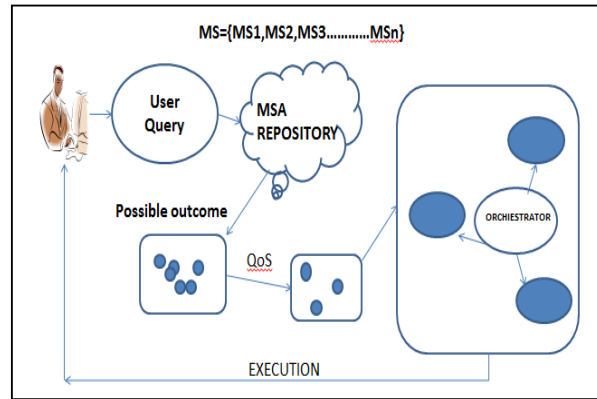 MS={MS1,MS2,MS3…………MSn}
User
Query
MSA
REPOSITORY
Possible outcome
QoS
ORCHIESTRATOR
EXECUTION